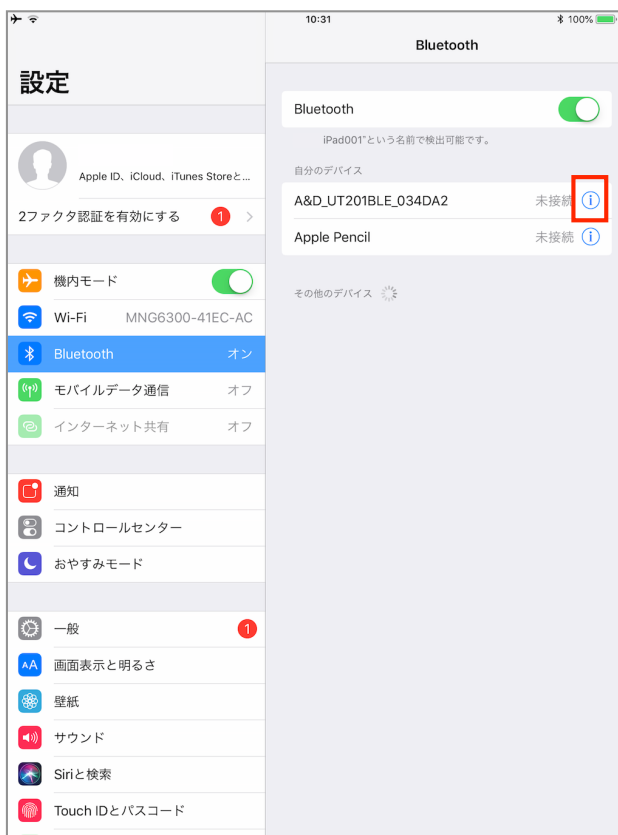 10:31
100%
設定
Bluetooth
Apple ID、iCloud、iTunes Storeと...
2ファクタ認証を有効にする 1
機内モード
Wi-Fi MNG6300-41EC-AC
Bluetooth オン
モバイルデータ通信 オフ
インターネット共有 オフ
通知
コントロールセンター
おやすみモード
一般 1
AA 画面表示と明るさ
壁紙
サウンド
Siriと検索
Touch IDとパスコード
Bluetooth
iPad001"という名前で検出可能です。
自分のデバイス
A&D_UT201BLE_034DA2 未接続
Apple Pencil 未接続
その他のデバイス